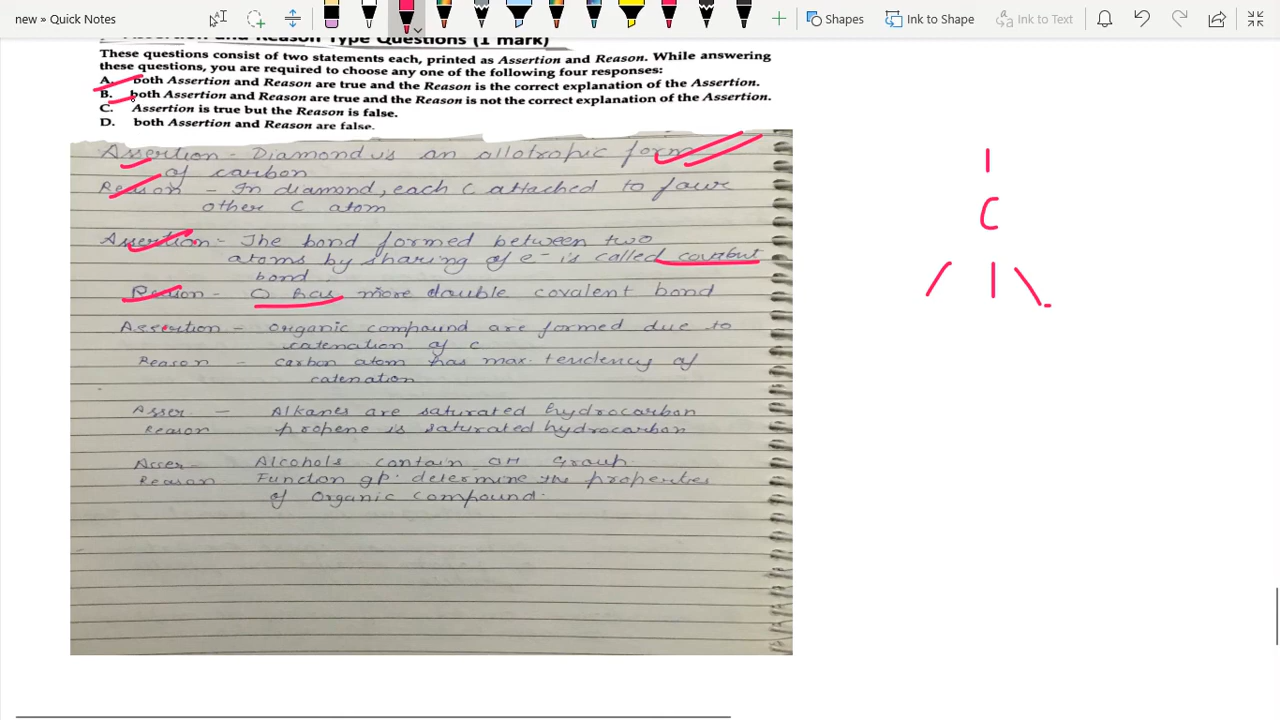 new » Quick Notes
Shapes
Ink to Shape
Ink to Text
Assertion and Reason Type Questions (1 mark)
These questions consist of two statements each, printed as Assertion and Reason. While answering
these questions, you are required to choose any one of the following four responses:
A. both Assertion and Reason are true and the Reason is the correct explanation of the Assertion.
B. both Assertion and Reason are true and the Reason is not the correct explanation of the Assertion.
C. Assertion is true but the Reason is false.
D. both Assertion and Reason are false.
Assertion - Diamond is an allotropic form
of carbon
Reason - In diamond, each C attached to four
other C atom
Assertion - The bond formed between two
atoms by sharing of e⁻ is called covalent
bond.
Reason - O has more double covalent bond
Assertion - Organic compound are formed due to
catenation of c
Reason - carbon atom has max. tendency of
catenation
Asser - Alkanes are saturated hydrocarbon
Reason propene is saturated hydrocarbon
Asser - Alcohols contain OH Group.
Reason Functon gp. determine the properties
of Organic compound.
C